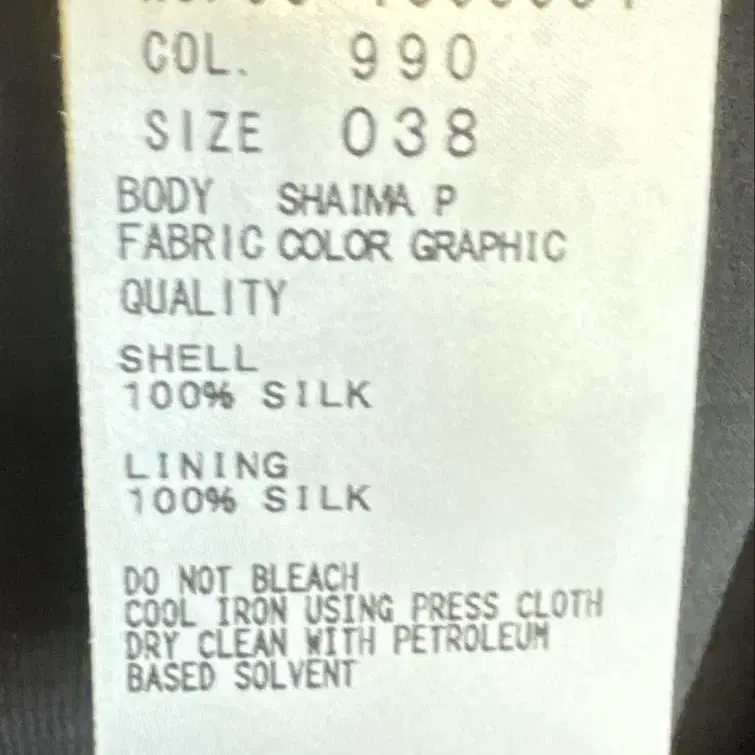 COL. 990
SIZE 038
BODY SHAIMA P
FABRIC COLOR GRAPHIC
QUALITY
SHELL
100% SILK
LINING
100% SILK
DO NOT BLEACH
COOL IRON USING PRESS CLOTH
DRY CLEAN WITH PETROLEUM
BASED SOLVENT